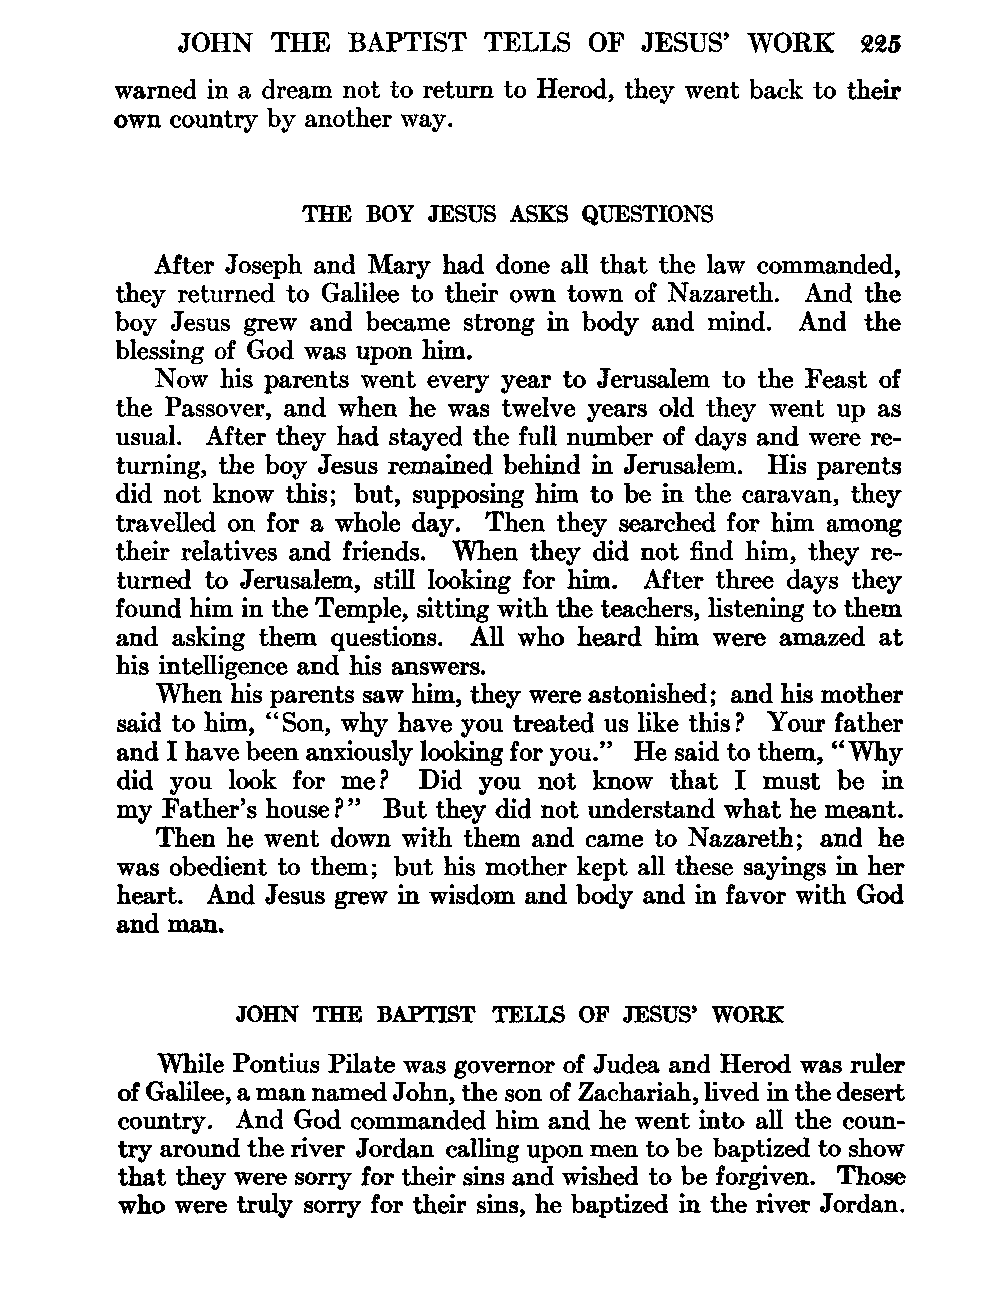 JOHN THE BAPTIST TELLS OF JESUS' WORK 225
warned in a dream not to return to Herod, they went back to their
own country by another way.
THE BOY JESUS ASKS QUESTIONS
After Joseph and Mary had done all that the law commanded,
they returned to Galilee to their own town of Nazareth. And the
boy Jesus grew and became strong in body and mind. And the
blessing of God was upon him.
Now his parents went every year to Jerusalem to the Feast of
the Passover, and when he was twelve years old they went up as
usual. After they had stayed the full number of days and were re-
turning, the boy Jesus remained behind in Jerusalem. His parents
did not know this; but, supposing him to be in the caravan, they
travelled on for a whole day. Then they searched for him among
their relatives and friends. When they did not find him, they re-
turned to Jerusalem, still looking for him. After three days they
found him in the Temple, sitting with the teachers, listening to them
and asking them questions. All who heard him were amazed at
his intelligence and his answers.
When his parents saw him, they were astonished; and his mother
said to him, "Son, why have you treated us like this? Your father
and I have been anxiously looking for you." He said to them, "Why
did you look for me? Did you not know that I must be in
my Father's house?" But they did not understand what he meant.
Then he went down with them and came to Nazareth; and he
was obedient to them; but his mother kept all these sayings in her
heart. And Jesus grew in wisdom and body and in favor with God
and man.
JOHN THE BAPTIST TELLS OF JESUS' WORK
While Pontius Pilate was governor of Judea and Herod was ruler
of Galilee, a man named John, the son of Zachariah, lived in the desert
country. And God commanded him and he went into all the coun-
try around the river Jordan calling upon men to be baptized to show
that they were sorry for their sins and wished to be forgiven. Those
who were truly sorry for their sins, he baptized in the river Jordan.